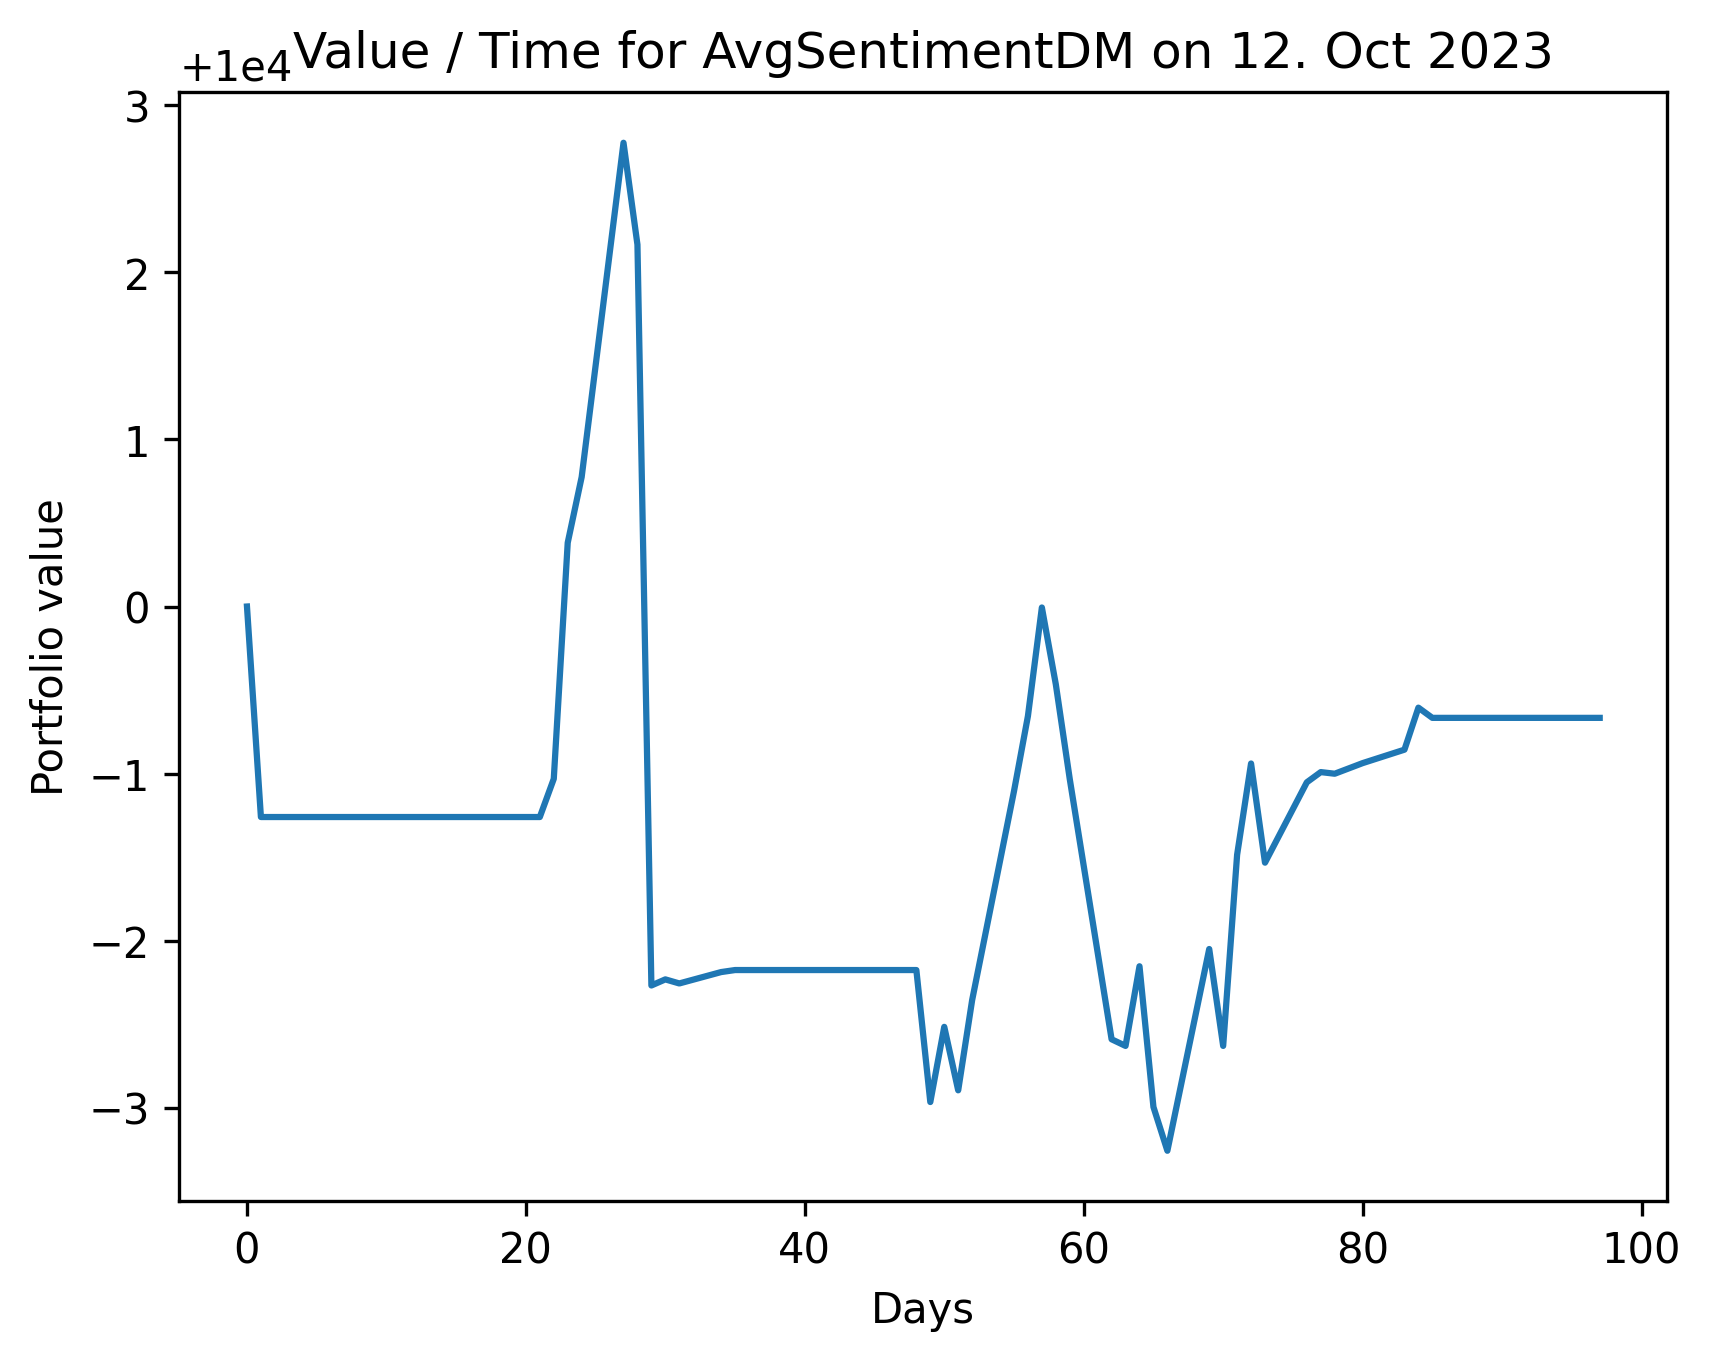 Value / Time for AvgSentimentDM on 12. Oct 2023
+1e4
3
2
1
0
−1
−2
−3
Portfolio value
0 20 40 60 80 100
Days